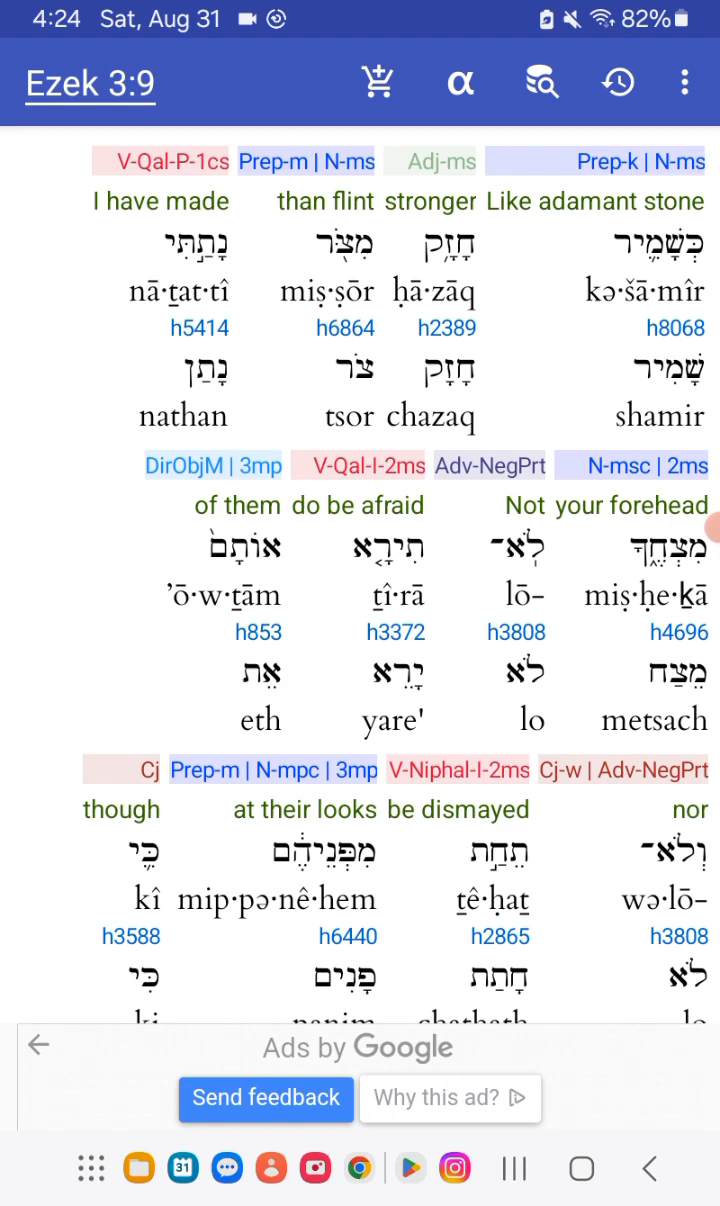 4:24 Sat, Aug 31 82%
Ezek 3:9 α
V-Qal-P-1cs Prep-m | N-ms Adj-ms Prep-k | N-ms
I have made than flint stronger Like adamant stone
נָתַ֣תִּי מִצֹּ֖ר חָזָ֥ק כְּשָׁמִ֛יר
nā·ṯat·tî miṣ·ṣōr ḥā·zāq kə·šā·mîr
h5414 h6864 h2389 h8068
נָתַן צֹר חָזָק שָׁמִיר
nathan tsor chazaq shamir
DirObjM | 3mp V-Qal-I-2ms Adv-NegPrt N-msc | 2ms
of them do be afraid Not your forehead
אוֹתָם֙ תִירָ֤א לֹֽא־ מִצְחֶ֑ךָ
’ō·w·ṯām ṯî·rā lō- miṣ·ḥe·ḵā
h853 h3372 h3808 h4696
אֵת יָרֵא לֹא מֵצַח
eth yare' lo metsach
Cj Prep-m | N-mpc | 3mp V-Niphal-I-2ms Cj-w | Adv-NegPrt
though at their looks be dismayed nor
כִּ֛י מִפְּנֵיהֶ֔ם תֵחַ֣ת וְלֹא־
kî mip·pə·nê·hem ṯê·ḥaṯ wə·lō-
h3588 h6440 h2865 h3808
כִּי פָּנִים חָתַת לֹא
ki panim chathath lo
Ads by Google
Send feedback Why this ad?
31